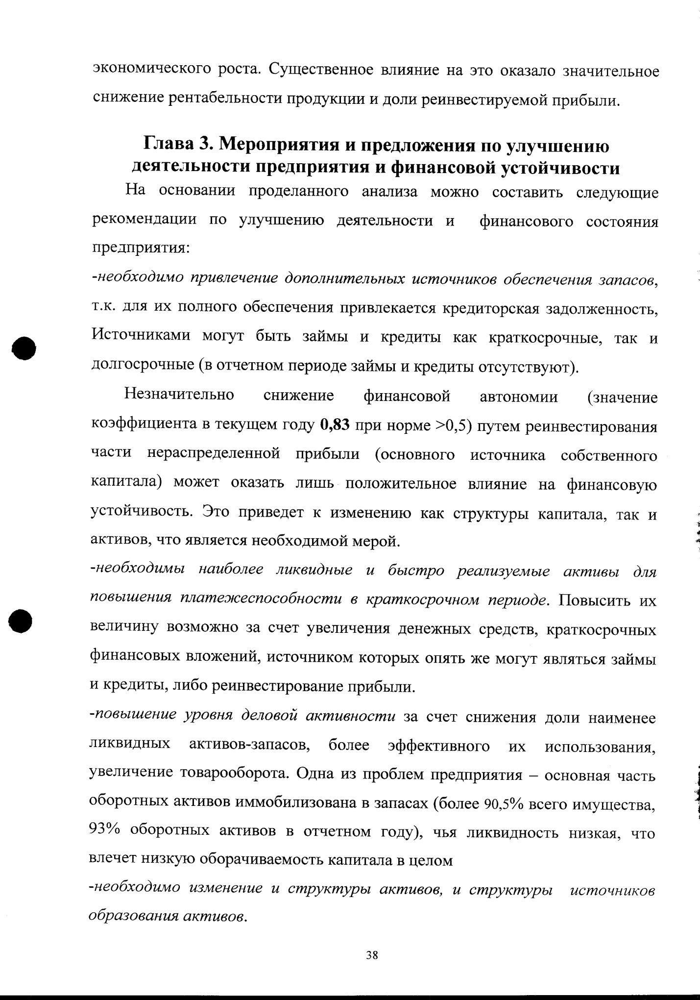 экономического роста. Существенное влияние на это оказало значительное
снижение рентабельности продукции и доли реинвестируемой прибыли.
Глава 3. Мероприятия и предложения по улучшению
деятельности предприятия и финансовой устойчивости
На основании проделанного анализа можно составить следующие
рекомендации по улучшению деятельности и финансового состояния
предприятия:
-необходимо привлечение дополнительных источников обеспечения запасов,
т.к. для их полного обеспечения привлекается кредиторская задолженность,
Источниками могут быть займы и кредиты как краткосрочные, так и
долгосрочные (в отчетном периоде займы и кредиты отсутствуют).
Незначительно снижение финансовой автономии (значение
коэффициента в текущем году 0,83 при норме >0,5) путем реинвестирования
части нераспределенной прибыли (основного источника собственного
капитала) может оказать лишь положительное влияние на финансовую
устойчивость. Это приведет к изменению как структуры капитала, так и
активов, что является необходимой мерой.
-необходимы наиболее ликвидные и быстро реализуемые активы для
повышения платежеспособности в краткосрочном периоде. Повысить их
величину возможно за счет увеличения денежных средств, краткосрочных
финансовых вложений, источником которых опять же могут являться займы
и кредиты, либо реинвестирование прибыли.
-повышение уровня деловой активности за счет снижения доли наименее
ликвидных активов-запасов, более эффективного их использования,
увеличение товарооборота. Одна из проблем предприятия – основная часть
оборотных активов иммобилизована в запасах (более 90,5% всего имущества,
93% оборотных активов в отчетном году), чья ликвидность низкая, что
влечет низкую оборачиваемость капитала в целом
-необходимо изменение и структуры активов, и структуры источников
образования активов.
38